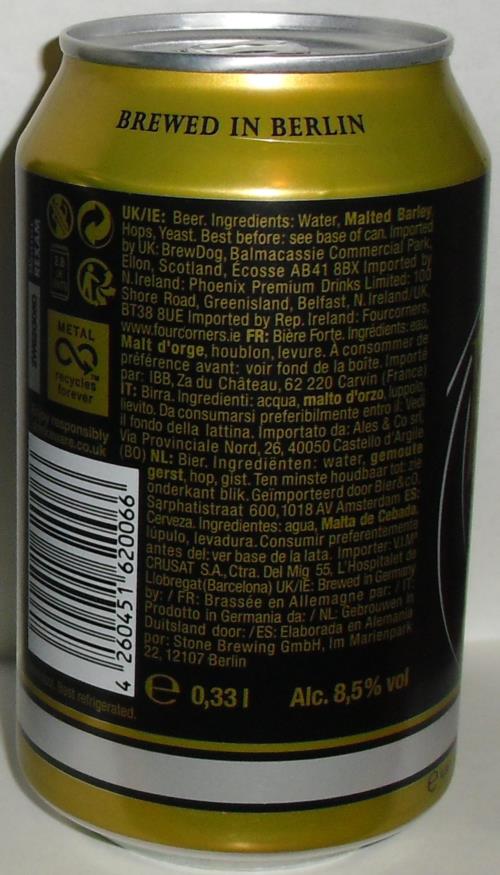 BREWED IN BERLIN
UK/IE: Beer. Ingredients: Water, Malted Barley,
Hops, Yeast. Best before: see base of can. Imported
by UK: BrewDog, Balmacassie Commercial Park,
Ellon, Scotland, Écosse AB41 8BX Imported by
N.Ireland: Phoenix Premium Drinks Limited: 100
Shore Road, Greenisland, Belfast, N.Ireland/UK,
BT38 8UE Imported by Rep. Ireland: Fourcorners,
www.fourcorners.ie FR: Bière Forte. Ingrédients: eau,
Malt d'orge, houblon, levure. À consommer de
préférence avant: voir fond de la boîte. Importé
par: IBB, Za du Château, 62 220 Carvin (France)
IT: Birra. Ingredienti: acqua, malto d'orzo, luppolo,
lievito. Da consumarsi preferibilmente entro il: Vedi
il fondo della lattina. Importato da: Ales & Co srl,
Via Provinciale Nord, 26, 40050 Castello d'Argile
(BO) NL: Bier. Ingrediënten: water, gemoute
gerst, hop, gist. Ten minste houdbaar tot: zie
onderkant blik. Geïmporteerd door Bier&cO,
Sarphatistraat 600, 1018 AV Amsterdam ES:
Cerveza. Ingredientes: agua, Malta de Cebada,
lúpulo, levadura. Consumir preferentemente
antes del: ver base de la lata. Importer: V.I.Mª
CRUSAT S.A., Ctra. Del Mig 55, L'Hospitalet de
Llobregat (Barcelona) UK/IE: Brewed in Germany
by: / FR: Brassée en Allemagne par: / IT:
Prodotto in Germania da: / NL: Gebrouwen in
Duitsland door: / ES: Elaborada en Alemania
por: Stone Brewing GmbH, Im Marienpark
22, 12107 Berlin
℮ 0,33 l Alc. 8,5% vol
REXAM
2.8
METAL
recycles
forever
TM
responsibly
4 260451 620066
Best refrigerated.